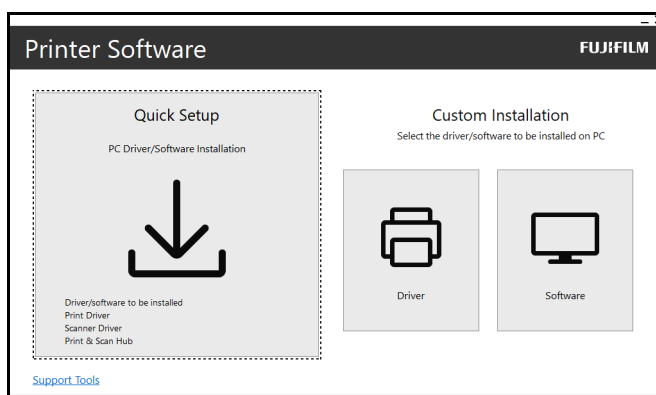 Printer Software
FUJIFILM
Quick Setup
PC Driver/Software Installation
Driver/software to be installed
Print Driver
Scanner Driver
Print & Scan Hub
Custom Installation
Select the driver/software to be installed on PC
Driver
Software
Support Tools